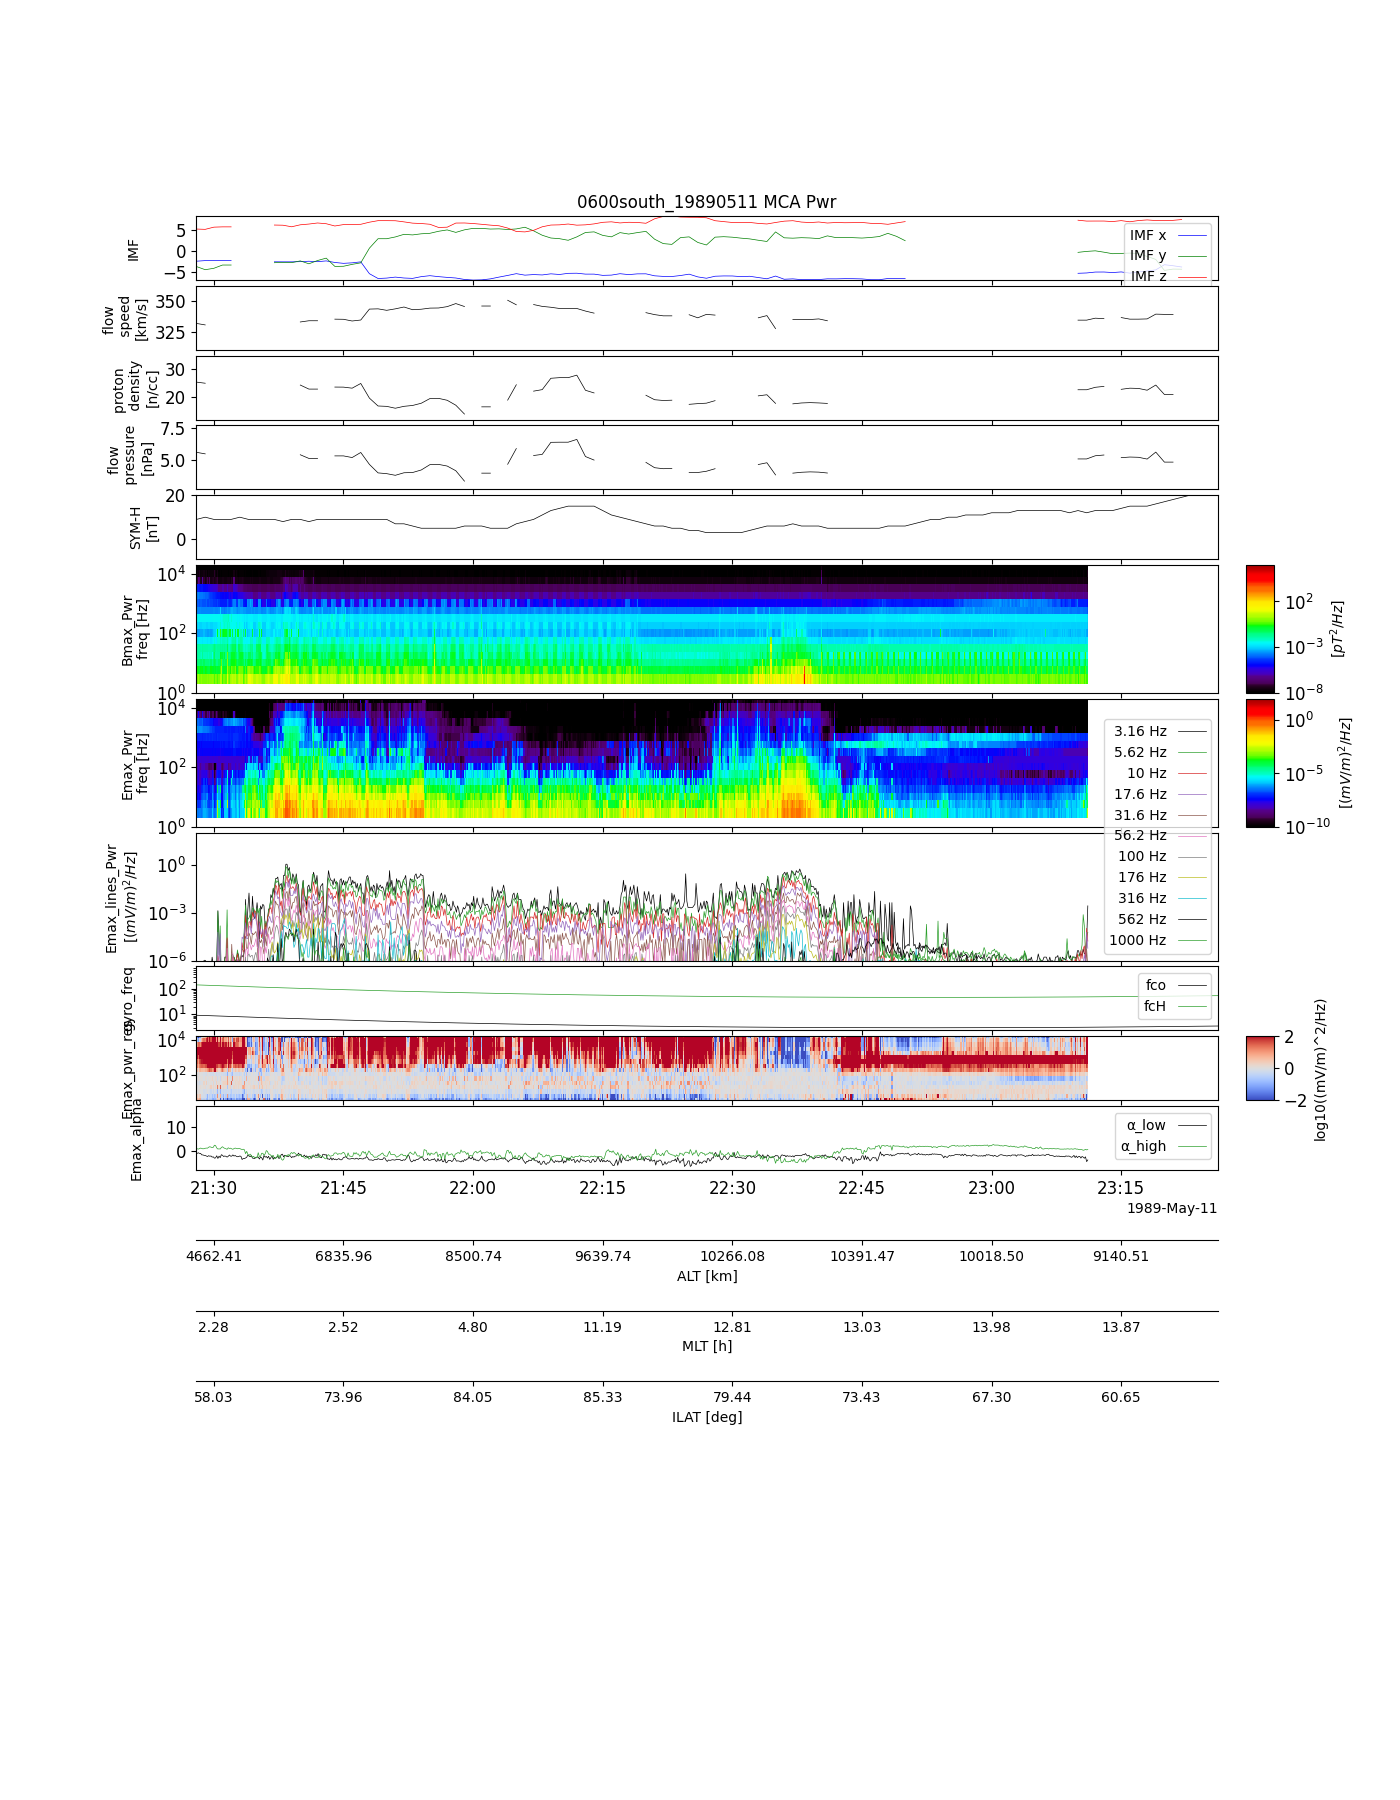 0600south_19890511 MCA Pwr
IMF
5
0
−5
IMF x
IMF y
IMF z
flow
speed
[km/s]
350
325
proton
density
[n/cc]
30
20
flow
pressure
[nPa]
7.5
5.0
SYM-H
[nT]
20
0
Bmax_Pwr
freq [Hz]
10^4
10^2
10^0
10^2
10^−3
10^−8
[pT^2/Hz]
Emax_Pwr
freq [Hz]
10^4
10^2
10^0
10^0
10^−5
10^−10
[(mV/m)^2/Hz]
3.16 Hz
5.62 Hz
10 Hz
17.6 Hz
31.6 Hz
56.2 Hz
100 Hz
176 Hz
316 Hz
562 Hz
1000 Hz
Emax_lines_Pwr
[(mV/m)^2/Hz]
10^0
10^−3
10^−6
gyro_freq
10^2
10^1
fco
fcH
Emax_pwr_res
10^4
10^2
2
0
−2
log10((mV/m)^2/Hz)
Emax_alpha
10
0
α_low
α_high
21:30 21:45 22:00 22:15 22:30 22:45 23:00 23:15
1989-May-11
4662.41 6835.96 8500.74 9639.74 10266.08 10391.47 10018.50 9140.51
ALT [km]
2.28 2.52 4.80 11.19 12.81 13.03 13.98 13.87
MLT [h]
58.03 73.96 84.05 85.33 79.44 73.43 67.30 60.65
ILAT [deg]